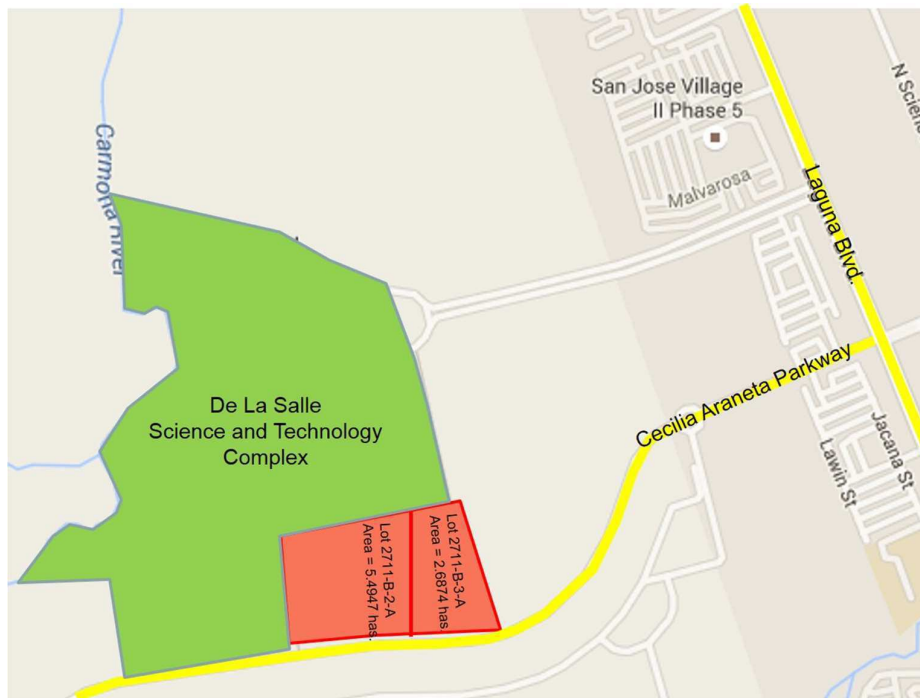 San Jose Village
II Phase 5
Malvarosa
Carmona River
Laguna Blvd.
De La Salle
Science and Technology
Complex
Cecilia Araneta Parkway
Jacana St
Lawin St
Lot 2711-B-2-A
Area = 5.4947 has.
Lot 2711-B-3-A
Area = 2.6874 has.